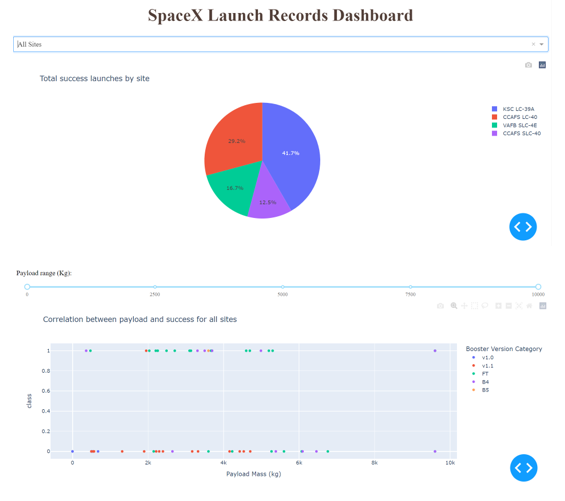 SpaceX Launch Records Dashboard
All Sites
Total success launches by site
KSC LC-39A
CCAFS LC-40
VAFB SLC-4E
CCAFS SLC-40
41.7%
29.2%
16.7%
12.5%
Payload range (Kg):
0 2500 5000 7500 10000
Correlation between payload and success for all sites
Booster Version Category
v1.0
v1.1
FT
B4
B5
1
0.8
0.6
0.4
0.2
0
class
0 2k 4k 6k 8k 10k
Payload Mass (kg)